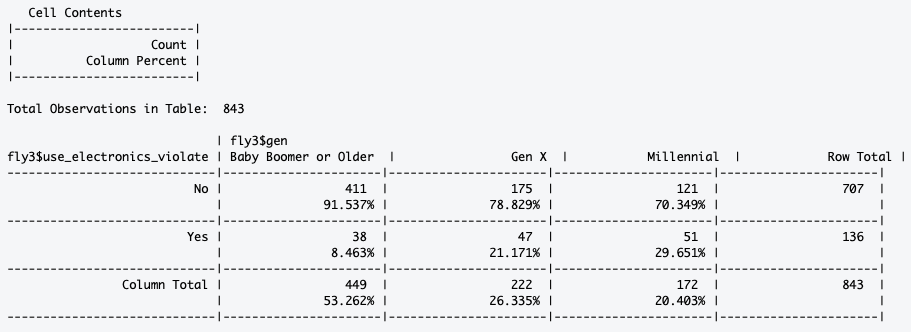 Cell Contents
|-------------------------|
|                   Count |
|          Column Percent |
|-------------------------|
Total Observations in Table:  843
                             | fly3$gen
fly3$use_electronics_violate | Baby Boomer or Older  |                Gen X  |           Millennial  |            Row Total |
-----------------------------|-----------------------|-----------------------|-----------------------|-----------------------|
                          No |                 411  |                 175  |                 121  |                 707  |
                             |              91.537% |              78.829% |              70.349% |                      |
-----------------------------|-----------------------|-----------------------|-----------------------|-----------------------|
                         Yes |                  38  |                  47  |                  51  |                 136  |
                             |               8.463% |              21.171% |              29.651% |                      |
-----------------------------|-----------------------|-----------------------|-----------------------|-----------------------|
                Column Total |                 449  |                 222  |                 172  |                 843  |
                             |              53.262% |              26.335% |              20.403% |                      |
-----------------------------|-----------------------|-----------------------|-----------------------|-----------------------|